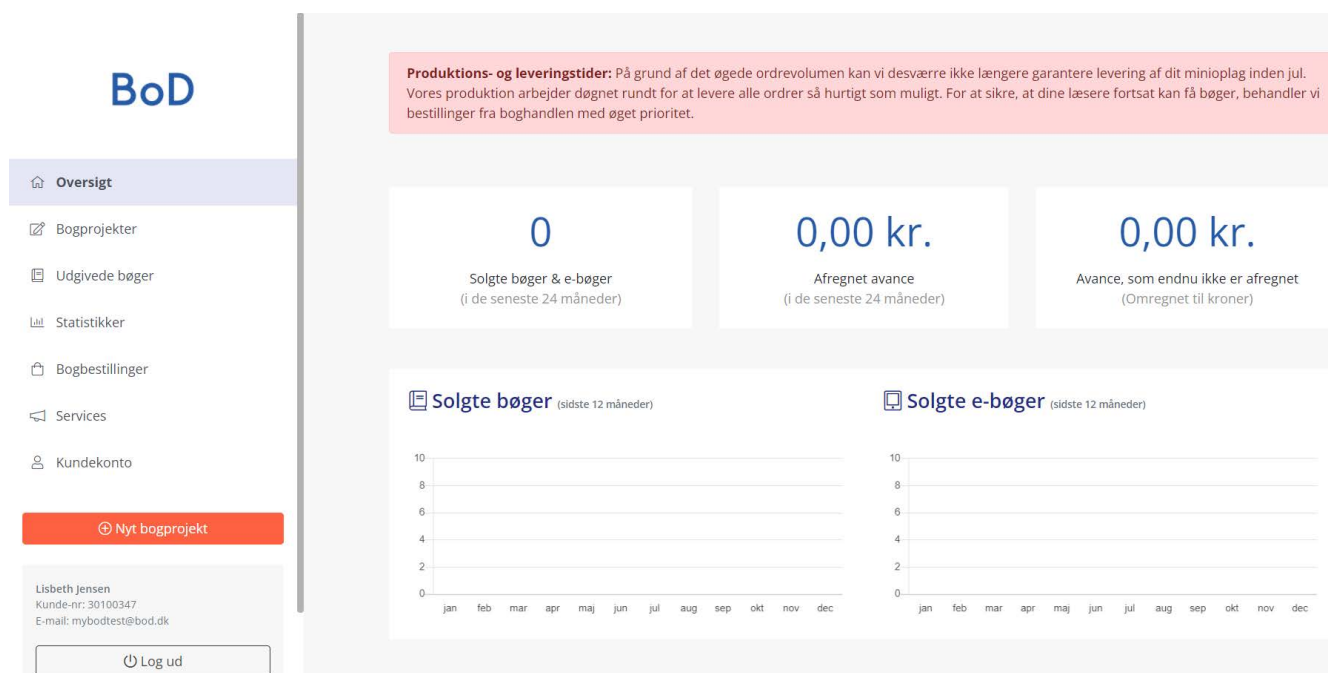 BoD
Oversigt
Bogprojekter
Udgivede bøger
Statistikker
Bogbestillinger
Services
Kundekonto
Nyt bogprojekt
Lisbeth Jensen
Kunde-nr: 30100347
E-mail: mybodtest@bod.dk
Log ud
Produktions- og leveringstider: På grund af det øgede ordrevolumen kan vi desværre ikke længere garantere levering af dit minioplag inden jul.
Vores produktion arbejder døgnet rundt for at levere alle ordrer så hurtigt som muligt. For at sikre, at dine læsere fortsat kan få bøger, behandler vi
bestillinger fra boghandlen med øget prioritet.
0
Solgte bøger & e-bøger
(i de seneste 24 måneder)
0,00 kr.
Afregnet avance
(i de seneste 24 måneder)
0,00 kr.
Avance, som endnu ikke er afregnet
(Omregnet til kroner)
Solgte bøger (sidste 12 måneder)
10
8
6
4
2
0
jan feb mar apr maj jun jul aug sep okt nov dec
Solgte e-bøger (sidste 12 måneder)
10
8
6
4
2
0
jan feb mar apr maj jun jul aug sep okt nov dec